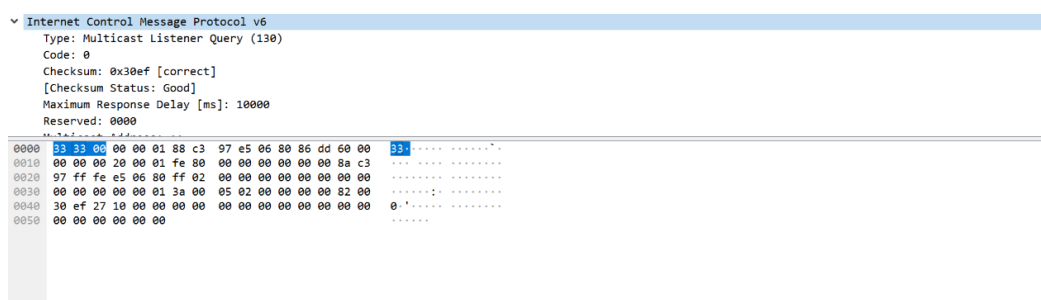 Internet Control Message Protocol v6
Type: Multicast Listener Query (130)
Code: 0
Checksum: 0x30ef [correct]
[Checksum Status: Good]
Maximum Response Delay [ms]: 10000
Reserved: 0000
Multicast Address: ::
0000 33 33 00 00 00 01 88 c3 97 e5 06 80 86 dd 60 00 33·············`·
0010 00 00 00 20 00 01 fe 80 00 00 00 00 00 00 8a c3 ··· ············
0020 97 ff fe e5 06 80 ff 02 00 00 00 00 00 00 00 00 ················
0030 00 00 00 00 00 01 3a 00 05 02 00 00 00 00 82 00 ······:·········
0040 30 ef 27 10 00 00 00 00 00 00 00 00 00 00 00 00 0·'·············
0050 00 00 00 00 00 00 ······